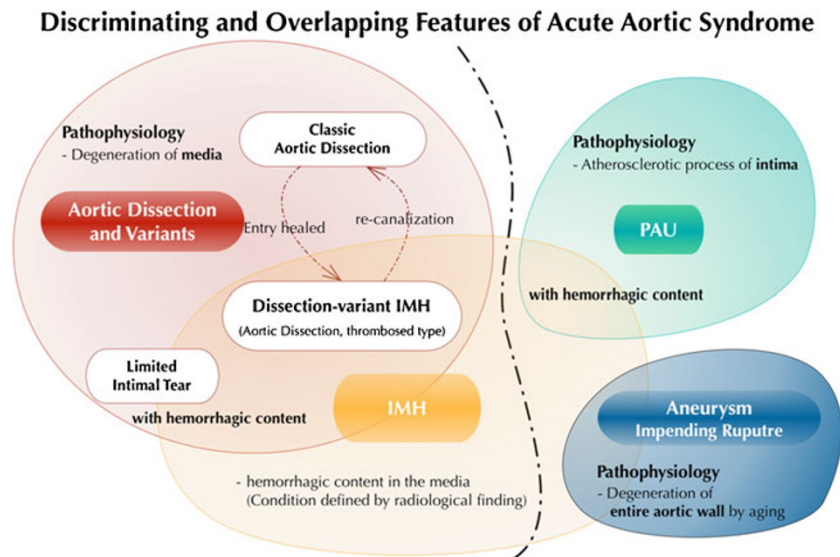 Discriminating and Overlapping Features of Acute Aortic Syndrome
Pathophysiology
- Degeneration of media
Classic
Aortic Dissection
Aortic Dissection
and Variants
Entry healed
re-canalization
Dissection-variant IMH
(Aortic Dissection, thrombosed type)
Limited
Intimal Tear
with hemorrhagic content
IMH
- hemorrhagic content in the media
(Condition defined by radiological finding)
Pathophysiology
- Atherosclerotic process of intima
PAU
with hemorrhagic content
Aneurysm
Impending Ruputre
Pathophysiology
- Degeneration of
entire aortic wall by aging